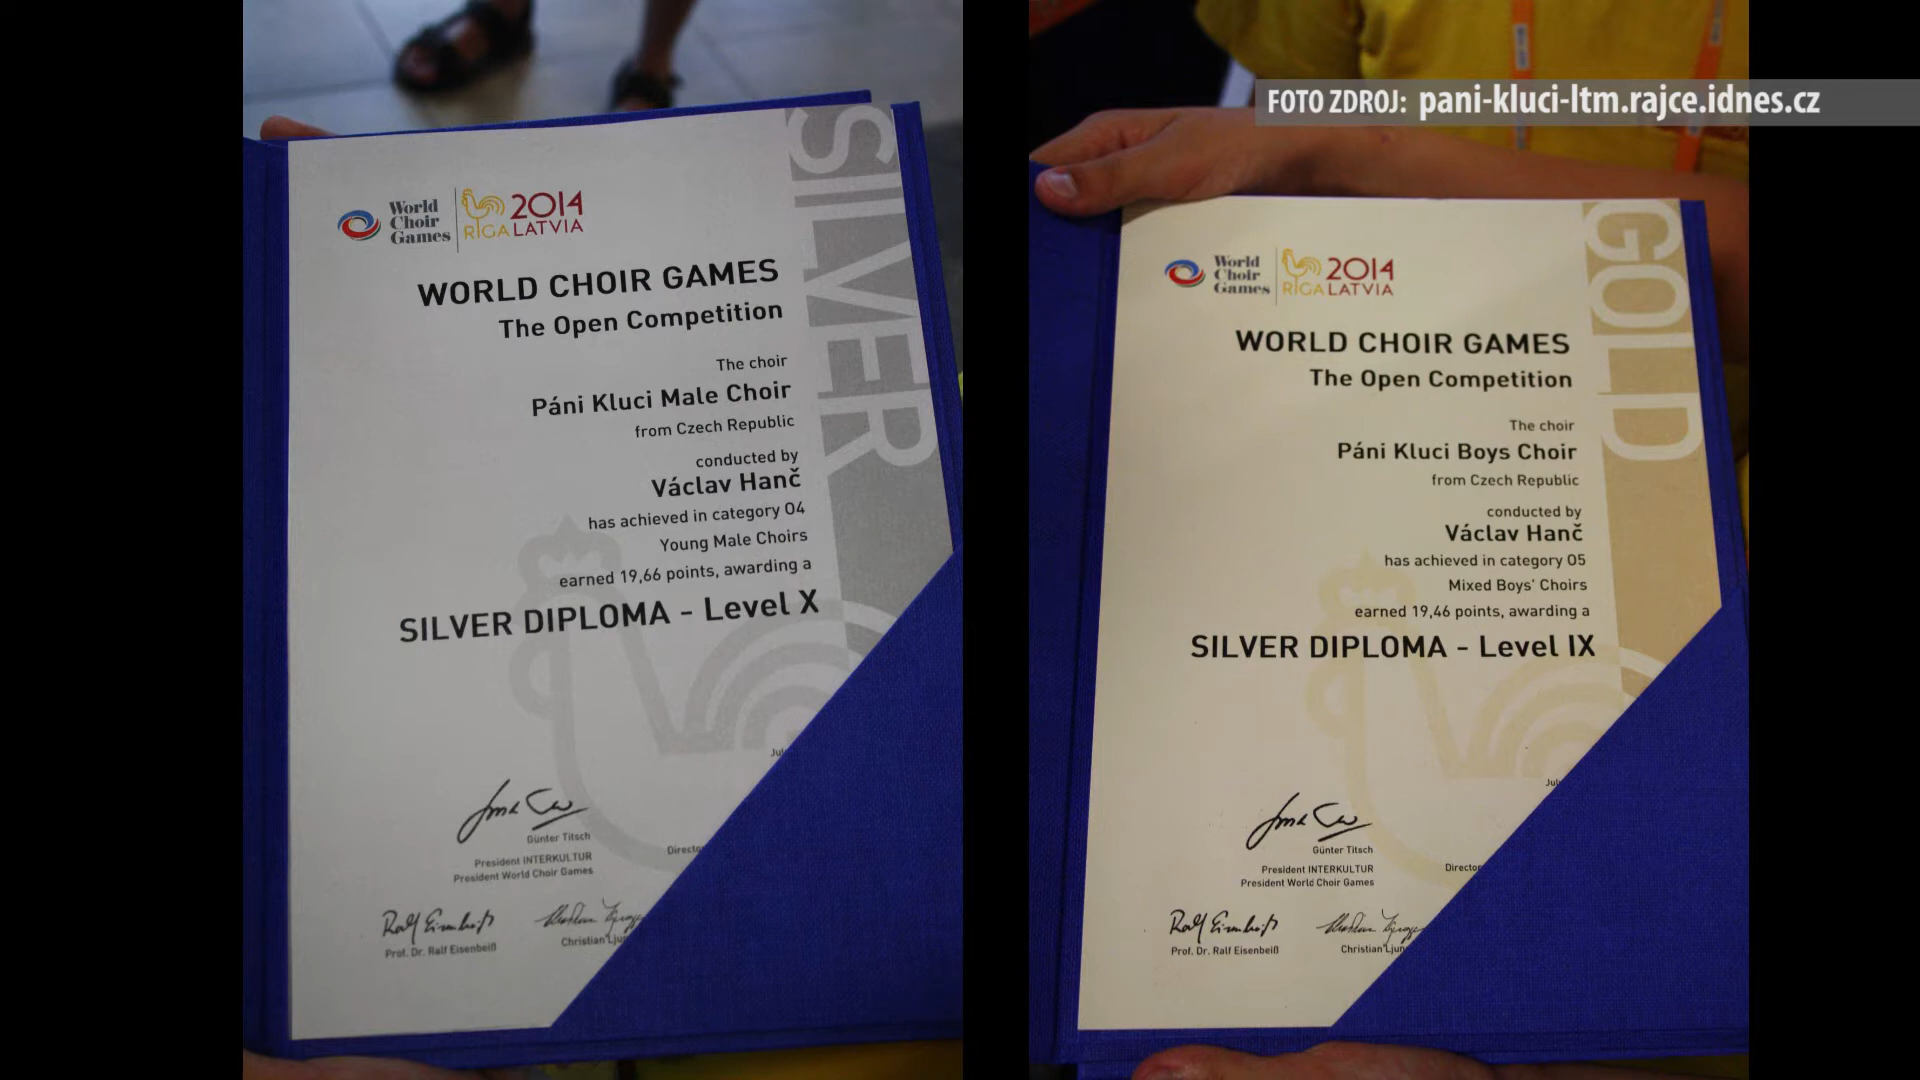 SILVER
World
Choir
Games
2014
RIGA LATVIA
WORLD CHOIR GAMES
The Open Competition
The choir
Páni Kluci Male Choir
from Czech Republic
conducted by
Václav Hanč
has achieved in category O4
Young Male Choirs
earned 19,66 points, awarding a
SILVER DIPLOMA - Level X
Günter Titsch
President INTERKULTUR
President World Choir Games
Prof. Dr. Ralf Eisenbeiß
Christian
FOTO ZDROJ: pani-kluci-ltm.rajce.idnes.cz
GOLD
World
Choir
Games
2014
RIGA LATVIA
WORLD CHOIR GAMES
The Open Competition
The choir
Páni Kluci Boys Choir
from Czech Republic
conducted by
Václav Hanč
has achieved in category O5
Mixed Boys' Choirs
earned 19,46 points, awarding a
SILVER DIPLOMA - Level IX
Günter Titsch
President INTERKULTUR
President World Choir Games
Prof. Dr. Ralf Eisenbeiß
Christian